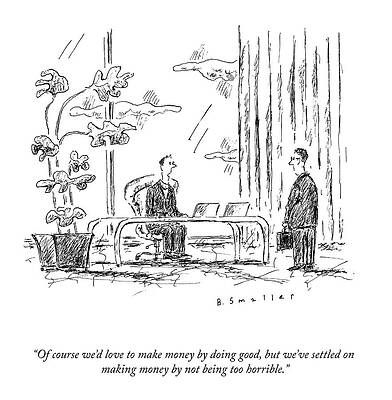 B. Smaller
“Of course we’d love to make money by doing good, but we’ve settled on
making money by not being too horrible.”